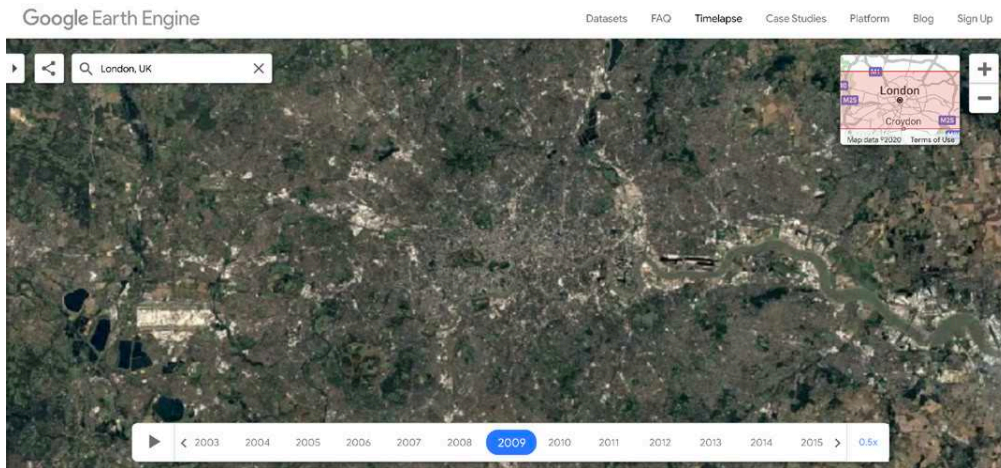 Google Earth Engine
Datasets FAQ Timelapse Case Studies Platform Blog Sign Up
London, UK
M1
London
M25
Croydon
M25
Map data ©2020 Terms of Use
2003 2004 2005 2006 2007 2008 2009 2010 2011 2012 2013 2014 2015 0.5x